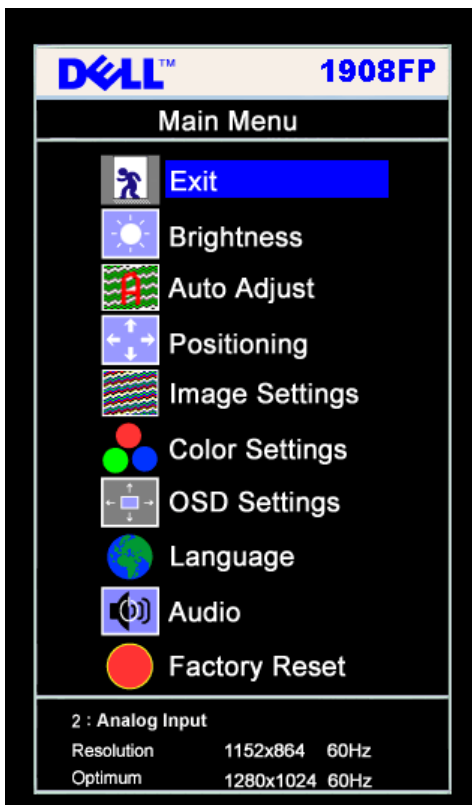 DELL™ 1908FP
Main Menu
Exit
Brightness
A
Auto Adjust
Positioning
Image Settings
Color Settings
OSD Settings
Language
Audio
Factory Reset
2 : Analog Input
Resolution 1152x864 60Hz
Optimum 1280x1024 60Hz